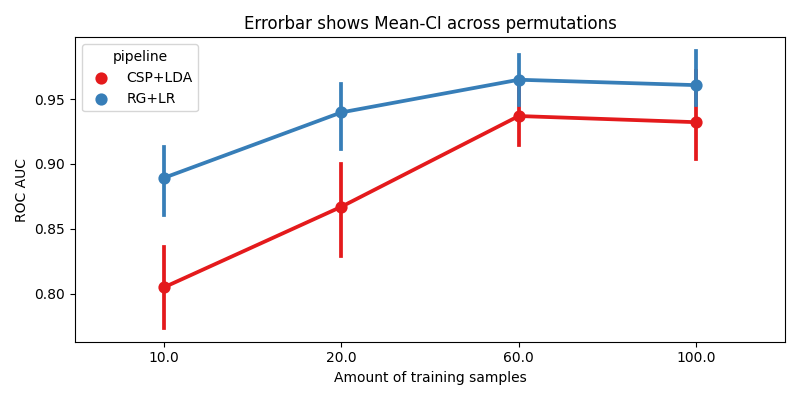 Errorbar shows Mean-CI across permutations
pipeline
CSP+LDA
RG+LR
ROC AUC
0.95
0.90
0.85
0.80
10.0 20.0 60.0 100.0
Amount of training samples